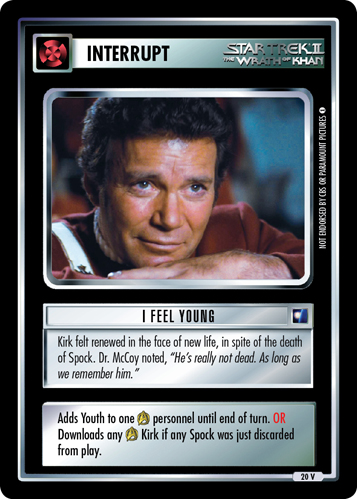 INTERRUPT
STAR TREK II
THE WRATH OF KHAN
NOT ENDORSED BY CBS OR PARAMOUNT PICTURES
I FEEL YOUNG
Kirk felt renewed in the face of new life, in spite of the death
of Spock. Dr. McCoy noted, “He’s really not dead. As long as
we remember him.”
Adds Youth to one personnel until end of turn. OR
Downloads any Kirk if any Spock was just discarded
from play.
20 V